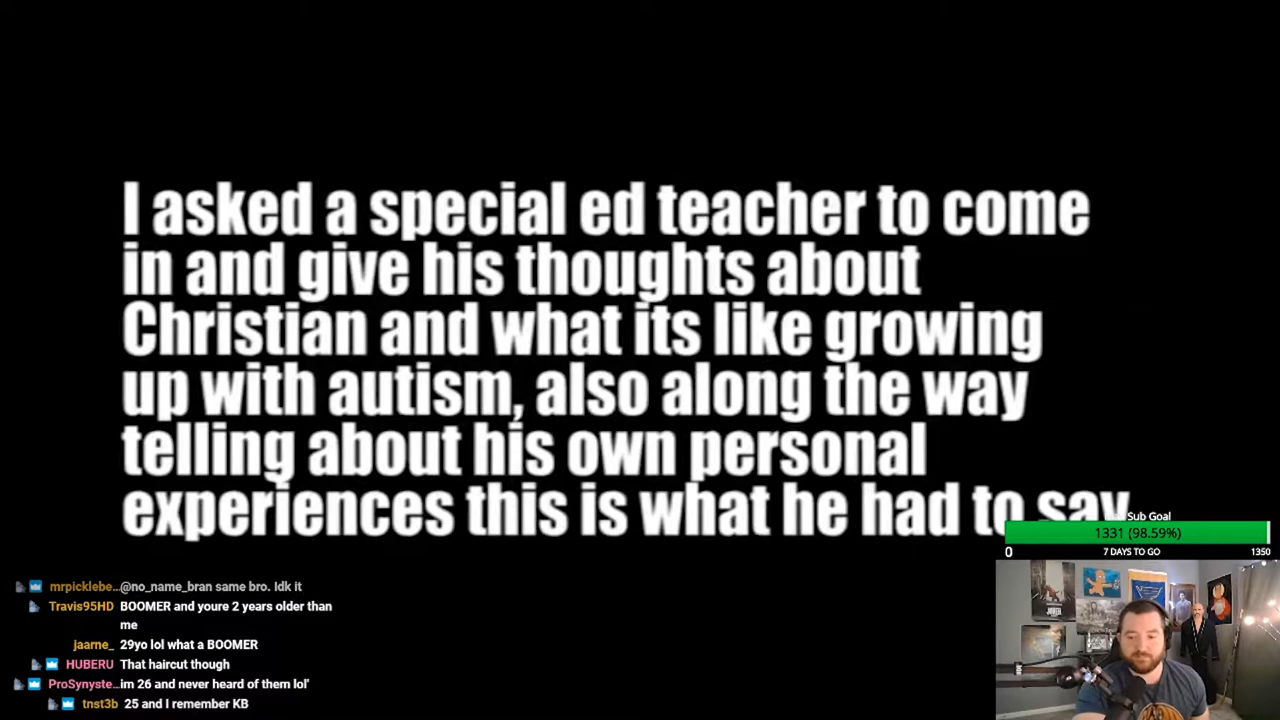 I asked a special ed teacher to come
in and give his thoughts about
Christian and what its like growing
up with autism, also along the way
telling about his own personal
experiences this is what he had to say
Sub Goal
1331 (98.59%)
0 7 DAYS TO GO 1350
mrpicklebe... @no_name_bran same bro. Idk it
Travis95HD BOOMER and youre 2 years older than
me
jaarne_ 29yo lol what a BOOMER
HUBERU That haircut though
ProSynyste... im 26 and never heard of them lol'
tnst3b 25 and I remember KB
JOKER